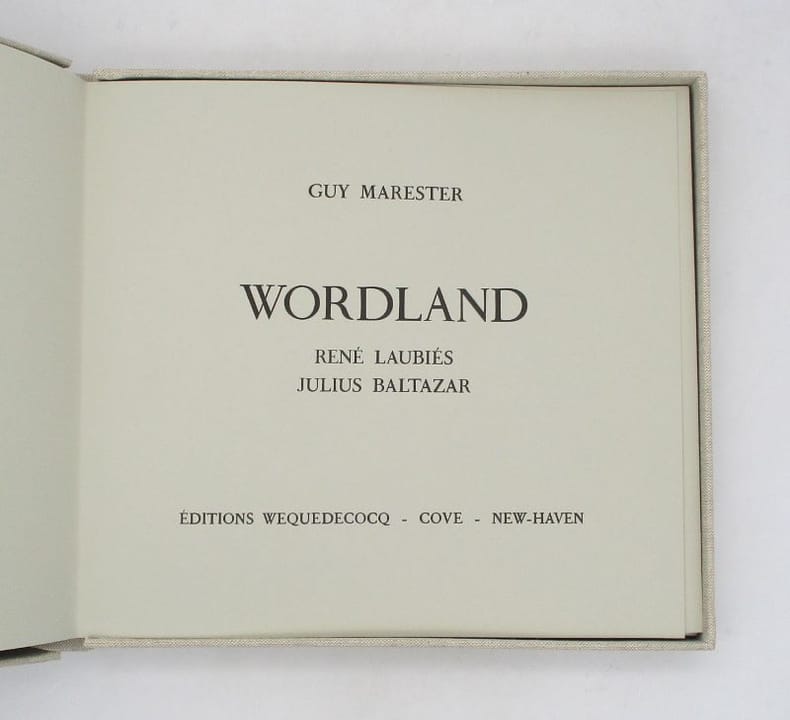 GUY MARESTER
WORDLAND
RENÉ LAUBIÉS
JULIUS BALTAZAR
ÉDITIONS WEQUEDECOCQ - COVE - NEW-HAVEN